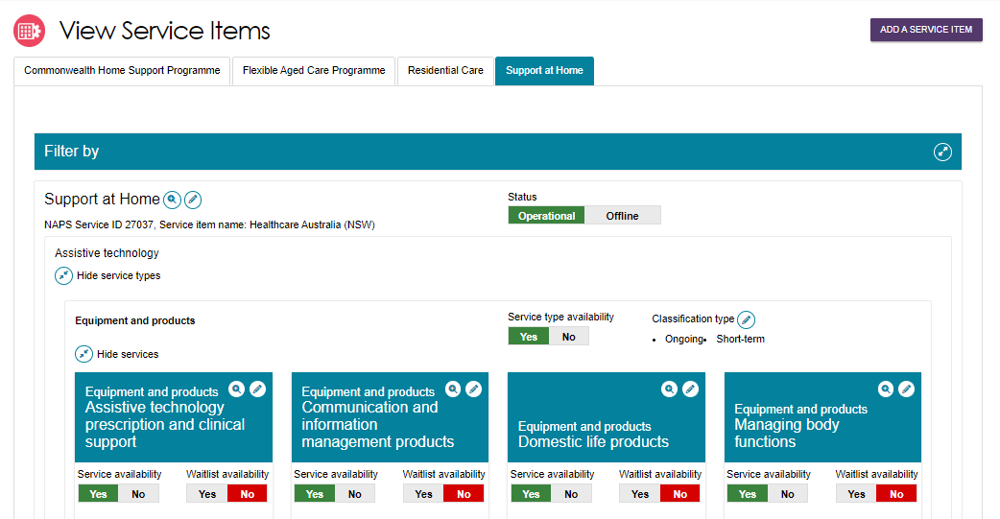 View Service Items
ADD A SERVICE ITEM
Commonwealth Home Support Programme
Flexible Aged Care Programme
Residential Care
Support at Home
Filter by
Support at Home
Status
Operational Offline
NAPS Service ID 27037, Service item name: Healthcare Australia (NSW)
Assistive technology
Hide service types
Equipment and products
Service type availability
Yes No
Classification type
• Ongoing • Short-term
Hide services
Equipment and products
Assistive technology
prescription and clinical
support
Service availability Waitlist availability
Yes No Yes No
Equipment and products
Communication and
information
management products
Service availability Waitlist availability
Yes No Yes No
Equipment and products
Domestic life products
Service availability Waitlist availability
Yes No Yes No
Equipment and products
Managing body
functions
Service availability Waitlist availability
Yes No Yes No